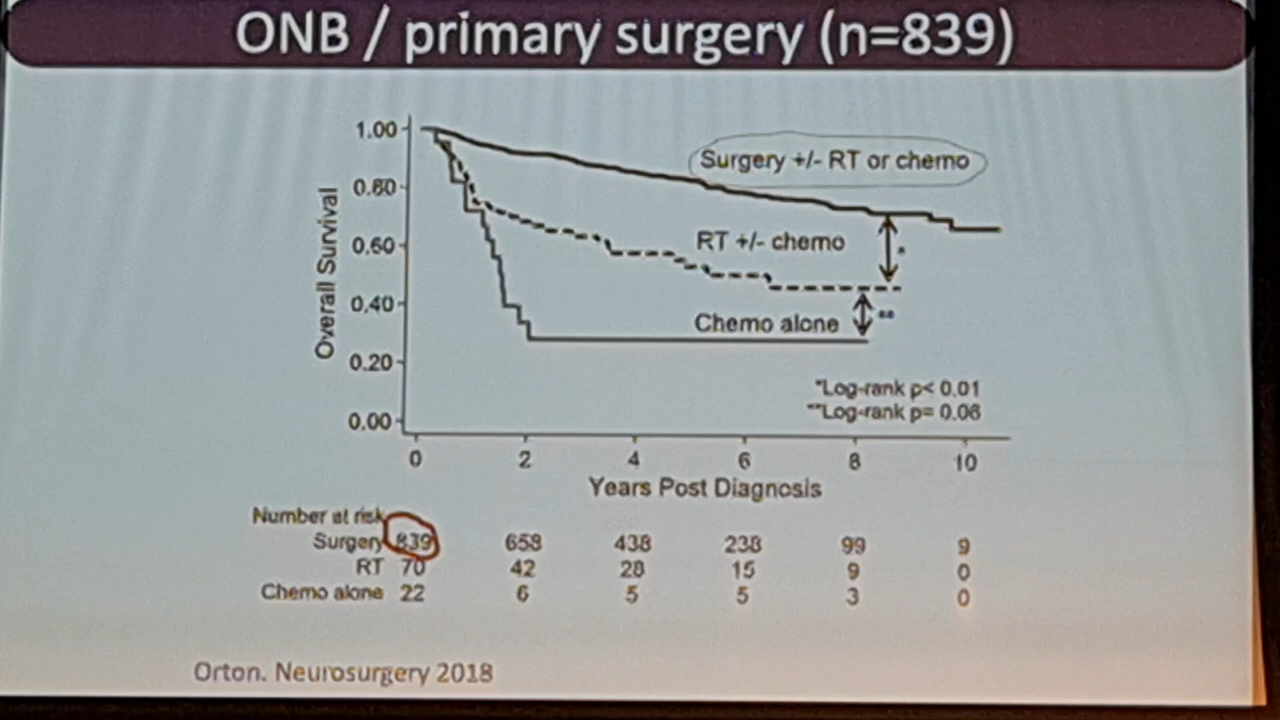 ONB / primary surgery (n=839)
1.00
0.80
0.60
0.40
0.20
0.00
Overall Survival
Surgery +/- RT or chemo
RT +/- chemo
*
Chemo alone
**
*Log-rank p< 0.01
**Log-rank p= 0.06
0 2 4 6 8 10
Years Post Diagnosis
Number at risk
Surgery 839 658 438 238 99 9
RT 70 42 28 15 9 0
Chemo alone 22 6 5 5 3 0
Orton. Neurosurgery 2018